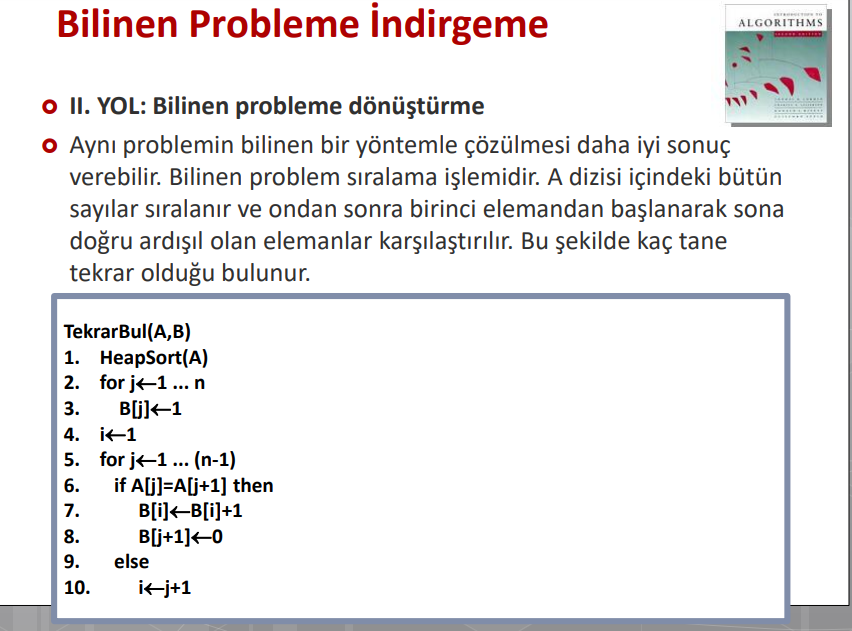 Bilinen Probleme İndirgeme
INTRODUCTION TO
ALGORITHMS
SECOND EDITION
II. YOL: Bilinen probleme dönüştürme
Aynı problemin bilinen bir yöntemle çözülmesi daha iyi sonuç
verebilir. Bilinen problem sıralama işlemidir. A dizisi içindeki bütün
sayılar sıralanır ve ondan sonra birinci elemandan başlanarak sona
doğru ardışıl olan elemanlar karşılaştırılır. Bu şekilde kaç tane
tekrar olduğu bulunur.
TekrarBul(A,B)
1. HeapSort(A)
2. for j←1 ... n
3. B[j]←1
4. i←1
5. for j←1 ... (n-1)
6. if A[j]=A[j+1] then
7. B[i]←B[i]+1
8. B[j+1]←0
9. else
10. i←j+1